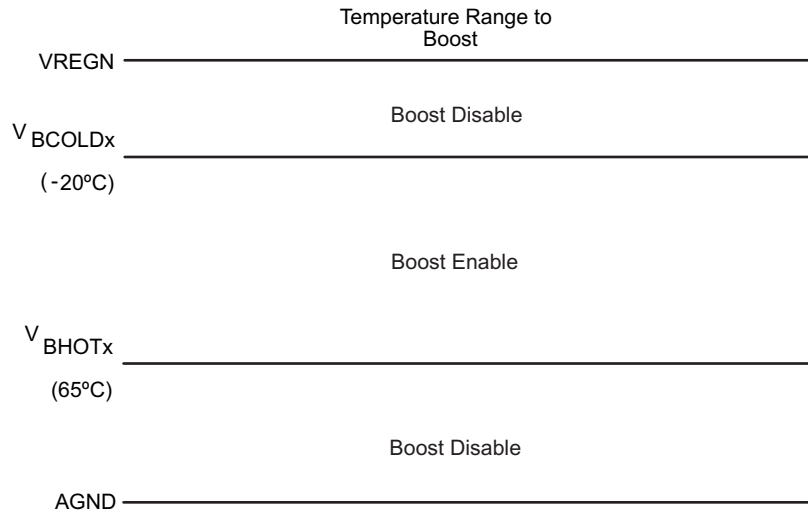 Temperature Range to
Boost
VREGN
Boost Disable
V BCOLDx
(-20ºC)
Boost Enable
V BHOTx
(65ºC)
Boost Disable
AGND